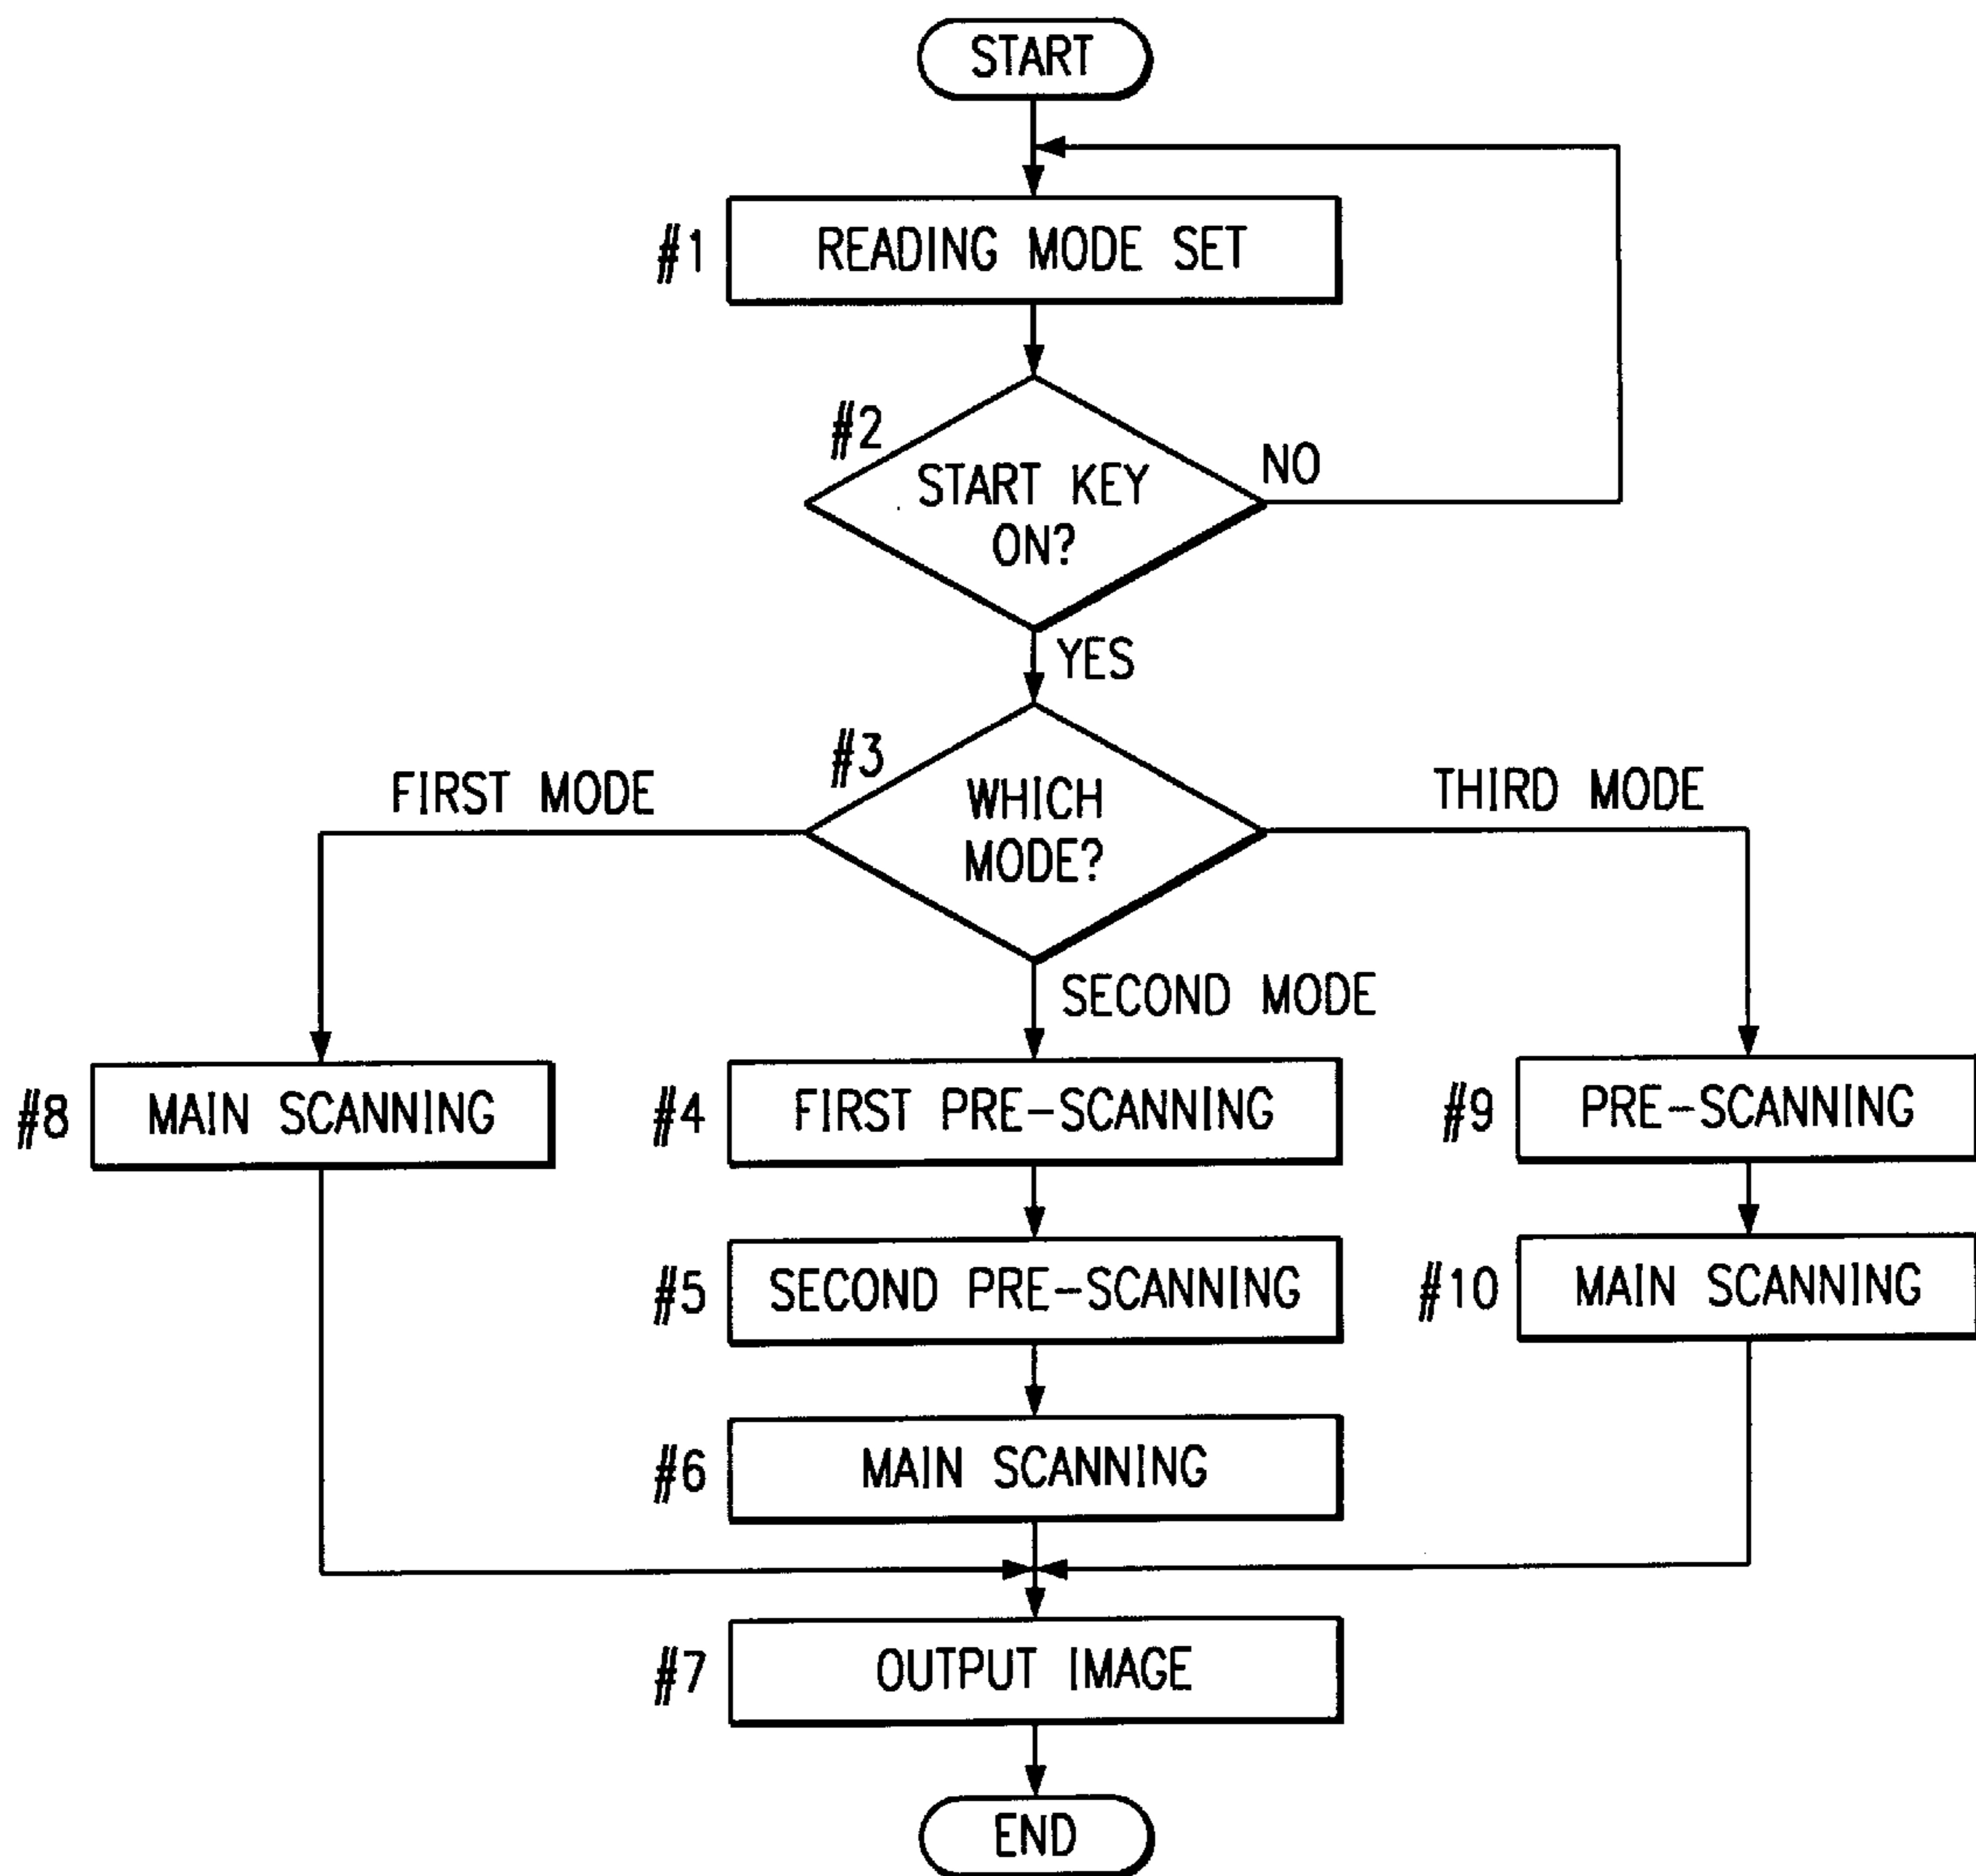 START
#1
READING MODE SET
#2
START KEY
ON?
NO
YES
#3
WHICH
MODE?
FIRST MODE
THIRD MODE
SECOND MODE
#8
MAIN SCANNING
#4
FIRST PRE-SCANNING
#9
PRE-SCANNING
#5
SECOND PRE-SCANNING
#10
MAIN SCANNING
#6
MAIN SCANNING
#7
OUTPUT IMAGE
END